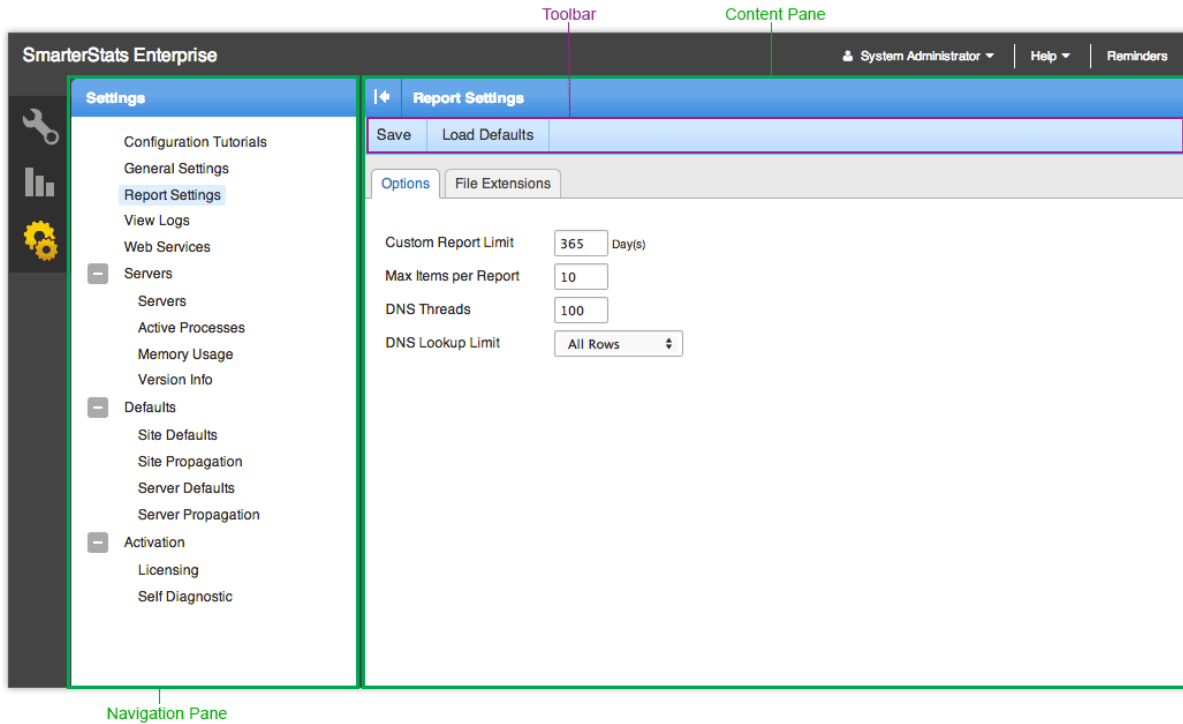 Toolbar
Content Pane
SmarterStats Enterprise
System Administrator
Help
Reminders
Settings
Report Settings
Save
Load Defaults
Configuration Tutorials
General Settings
Report Settings
View Logs
Web Services
Servers
Servers
Active Processes
Memory Usage
Version Info
Defaults
Site Defaults
Site Propagation
Server Defaults
Server Propagation
Activation
Licensing
Self Diagnostic
Options
File Extensions
Custom Report Limit 365 Day(s)
Max Items per Report 10
DNS Threads 100
DNS Lookup Limit All Rows
Navigation Pane